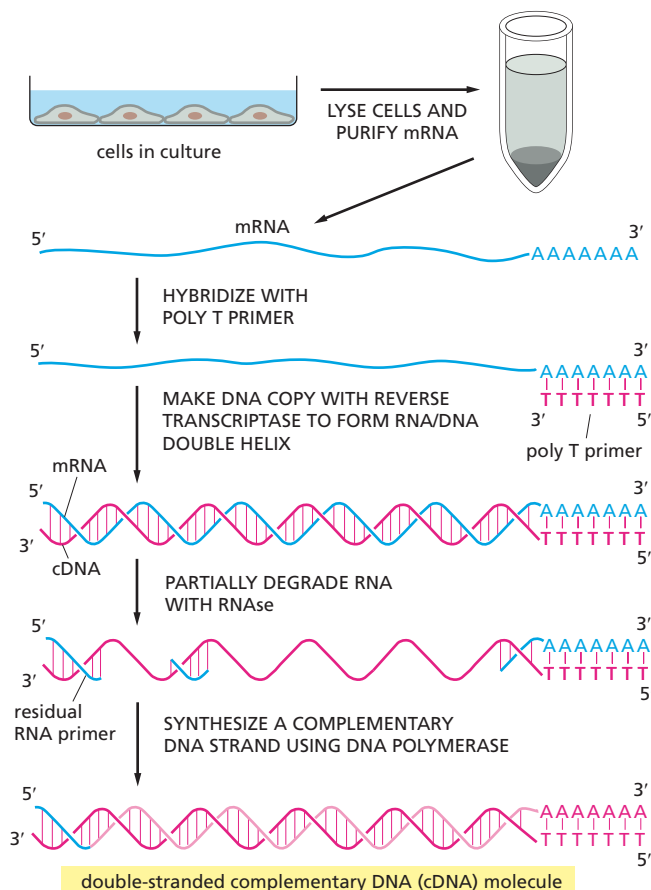 LYSE CELLS AND
PURIFY mRNA
cells in culture
5′
mRNA
3′
AAAAAAA
HYBRIDIZE WITH
POLY T PRIMER
5′
3′
AAAAAAA
TTTTTTT
3′ 5′
MAKE DNA COPY WITH REVERSE
TRANSCRIPTASE TO FORM RNA/DNA
DOUBLE HELIX
poly T primer
mRNA
5′
3′
AAAAAAA
TTTTTTT
3′
5′
cDNA
PARTIALLY DEGRADE RNA
WITH RNAse
5′
3′
AAAAAAA
TTTTTTT
3′
5
residual
RNA primer
SYNTHESIZE A COMPLEMENTARY
DNA STRAND USING DNA POLYMERASE
5′
3′
AAAAAAA
TTTTTTT
3′
5′
double-stranded complementary DNA (cDNA) molecule